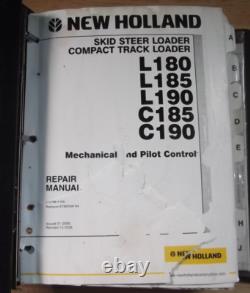 NEW HOLLAND
SKID STEER LOADER
COMPACT TRACK LOADER
L180
L185
L190
C185
C190
Mechanical and Pilot Control
REPAIR
MANUAL
NEW HOLLAND
A
C
H
ebay